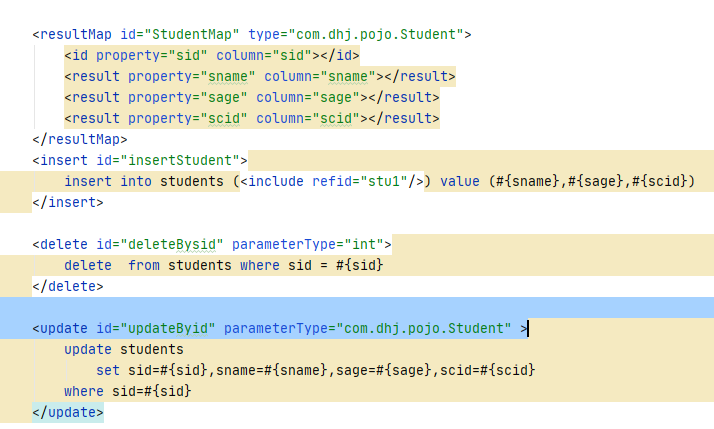 <resultMap id="StudentMap" type="com.dhj.pojo.Student">
    <id property="sid" column="sid"></id>
    <result property="sname" column="sname"></result>
    <result property="sage" column="sage"></result>
    <result property="scid" column="scid"></result>
</resultMap>
<insert id="insertStudent">
    insert into students (<include refid="stu1"/>) value (#{sname},#{sage},#{scid})
</insert>
<delete id="deleteBysid" parameterType="int">
    delete  from students where sid = #{sid}
</delete>
<update id="updateByid" parameterType="com.dhj.pojo.Student" >
    update students
        set sid=#{sid},sname=#{sname},sage=#{sage},scid=#{scid}
    where sid=#{sid}
</update>